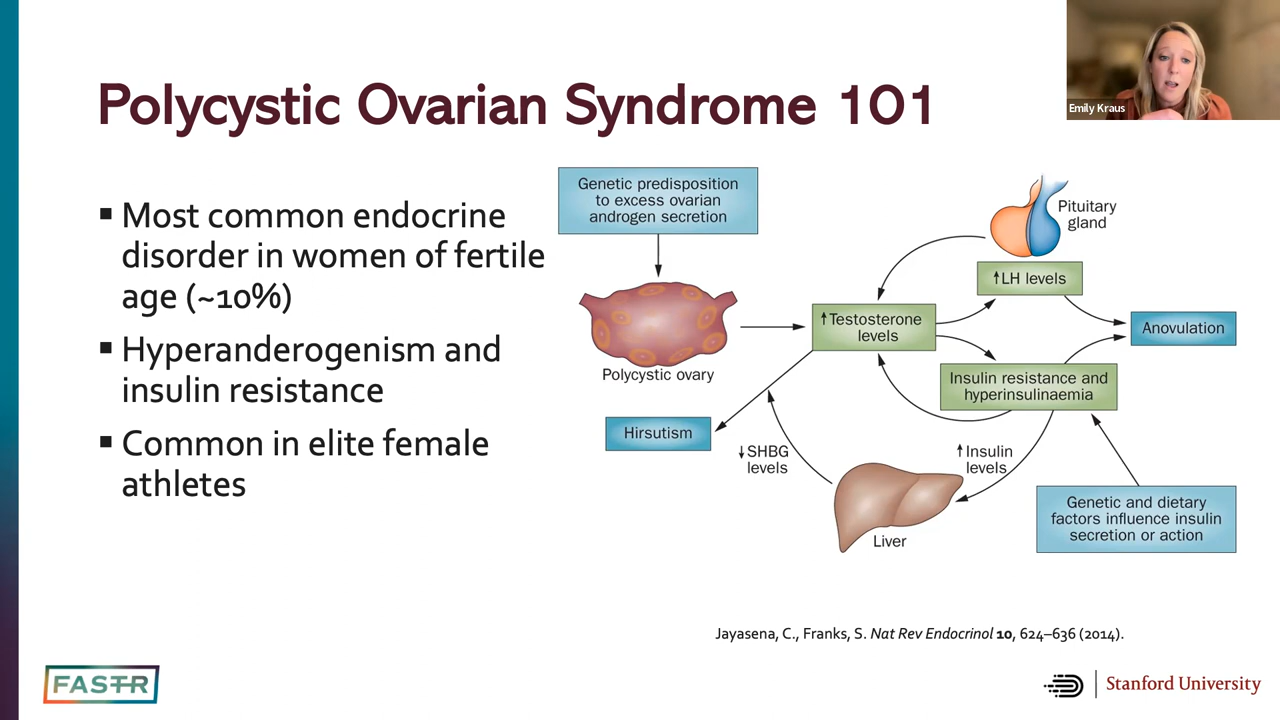 Emily Kraus
Polycystic Ovarian Syndrome 101
▪ Most common endocrine
disorder in women of fertile
age (~10%)
▪ Hyperanderogenism and
insulin resistance
▪ Common in elite female
athletes
Genetic predisposition
to excess ovarian
androgen secretion
Polycystic ovary
Hirsutism
↑Testosterone
levels
Pituitary
gland
↑LH levels
Anovulation
Insulin resistance and
hyperinsulinaemia
↓SHBG
levels
↑Insulin
levels
Liver
Genetic and dietary
factors influence insulin
secretion or action
Jayasena, C., Franks, S. Nat Rev Endocrinol 10, 624–636 (2014).
FASTR
Stanford University